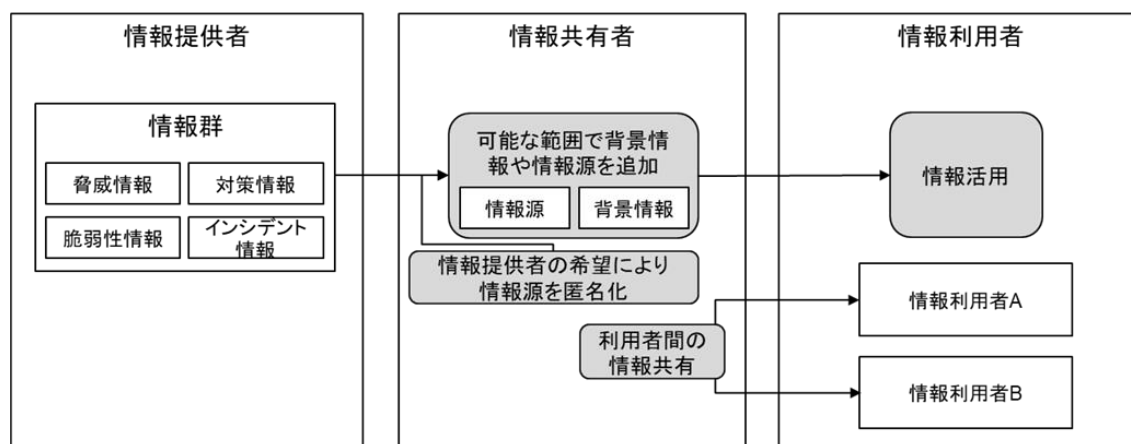 情報提供者
情報群
脅威情報
対策情報
脆弱性情報
インシデント
情報
情報共有者
可能な範囲で背景情
報や情報源を追加
情報源
背景情報
情報提供者の希望により
情報源を匿名化
利用者間の
情報共有
情報利用者
情報活用
情報利用者A
情報利用者B